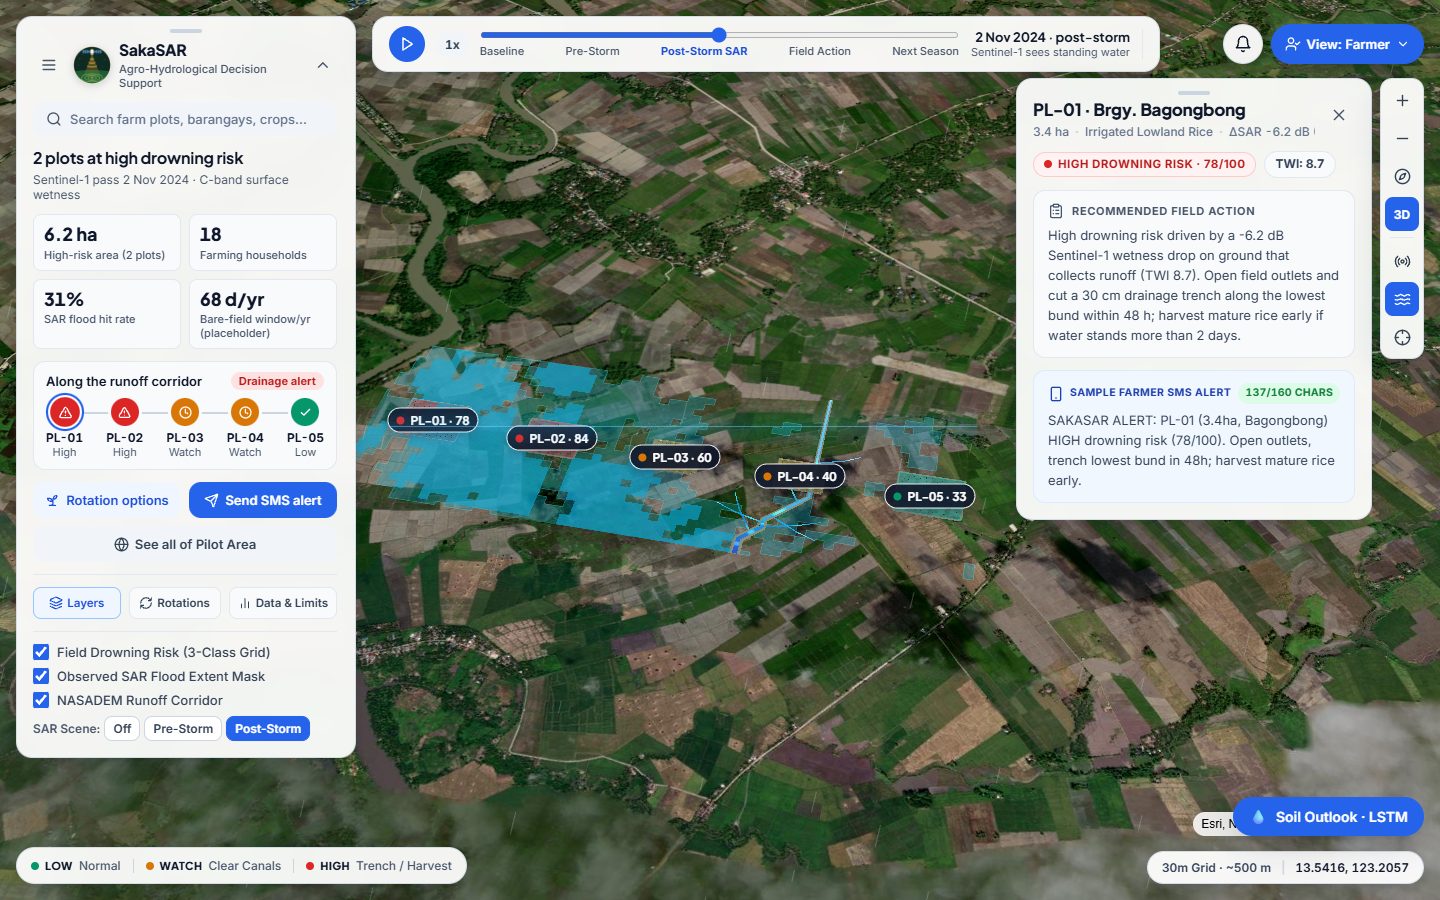 SakaSAR
Agro-Hydrological Decision
Support
Search farm plots, barangays, crops...
2 plots at high drowning risk
Sentinel-1 pass 2 Nov 2024 · C-band surface
wetness
6.2 ha
High-risk area (2 plots)
18
Farming households
31%
SAR flood hit rate
68 d/yr
Bare-field window/yr
(placeholder)
Along the runoff corridor
Drainage alert
PL-01
High
PL-02
High
PL-03
Watch
PL-04
Watch
PL-05
Low
Rotation options
Send SMS alert
See all of Pilot Area
Layers
Rotations
Data & Limits
Field Drowning Risk (3-Class Grid)
Observed SAR Flood Extent Mask
NASADEM Runoff Corridor
SAR Scene:
Off
Pre-Storm
Post-Storm
LOW Normal
WATCH Clear Canals
HIGH Trench / Harvest
1x
Baseline
Pre-Storm
Post-Storm SAR
Field Action
Next Season
2 Nov 2024 · post-storm
Sentinel-1 sees standing water
View: Farmer
PL-01 · 78
PL-02 · 84
PL-03 · 60
PL-04 · 40
PL-05 · 33
PL-01 · Brgy. Bagongbong
3.4 ha · Irrigated Lowland Rice · ΔSAR -6.2 dB
HIGH DROWNING RISK · 78/100
TWI: 8.7
RECOMMENDED FIELD ACTION
High drowning risk driven by a -6.2 dB
Sentinel-1 wetness drop on ground that
collects runoff (TWI 8.7). Open field outlets and
cut a 30 cm drainage trench along the lowest
bund within 48 h; harvest mature rice early if
water stands more than 2 days.
SAMPLE FARMER SMS ALERT
137/160 CHARS
SAKASAR ALERT: PL-01 (3.4ha, Bagongbong)
HIGH drowning risk (78/100). Open outlets,
trench lowest bund in 48h; harvest mature rice
early.
3D
Esri,
Soil Outlook · LSTM
30m Grid · ~500 m
13.5416, 123.2057